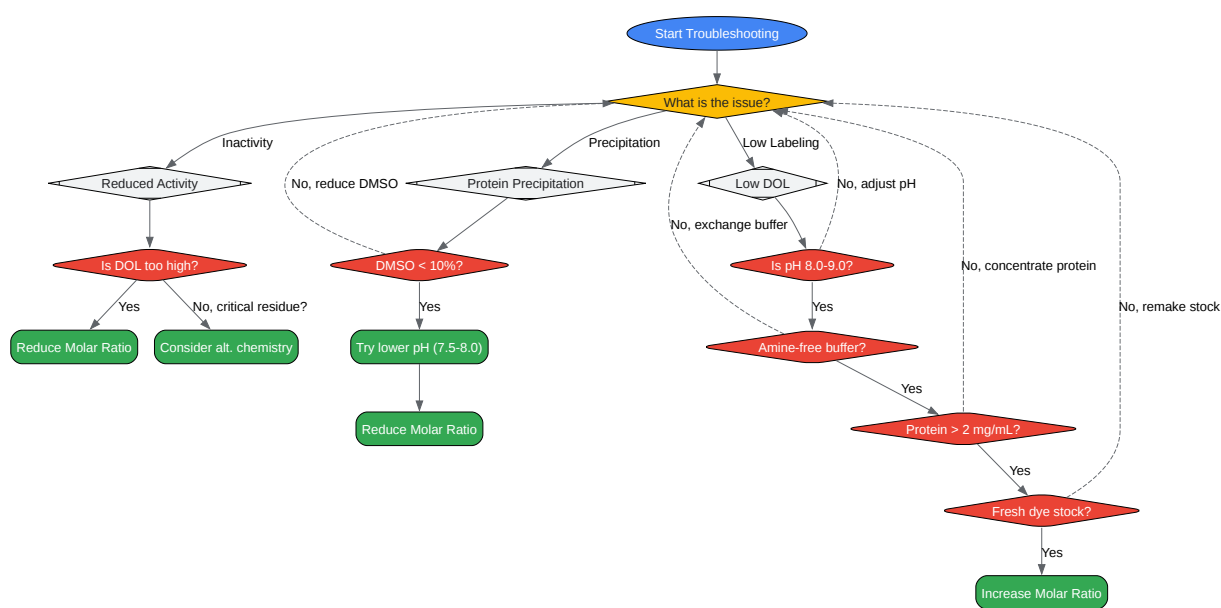 Start Troubleshooting
What is the issue?
Inactivity
Precipitation
Low Labeling
Reduced Activity
No, reduce DMSO
Protein Precipitation
Low DOL
No, adjust pH
No, exchange buffer
Is DOL too high?
DMSO < 10%?
Is pH 8.0-9.0?
No, concentrate protein
Yes
No, critical residue?
Yes
Yes
No, remake stock
Reduce Molar Ratio
Consider alt. chemistry
Try lower pH (7.5-8.0)
Amine-free buffer?
Yes
Reduce Molar Ratio
Protein > 2 mg/mL?
Yes
Fresh dye stock?
Yes
Increase Molar Ratio